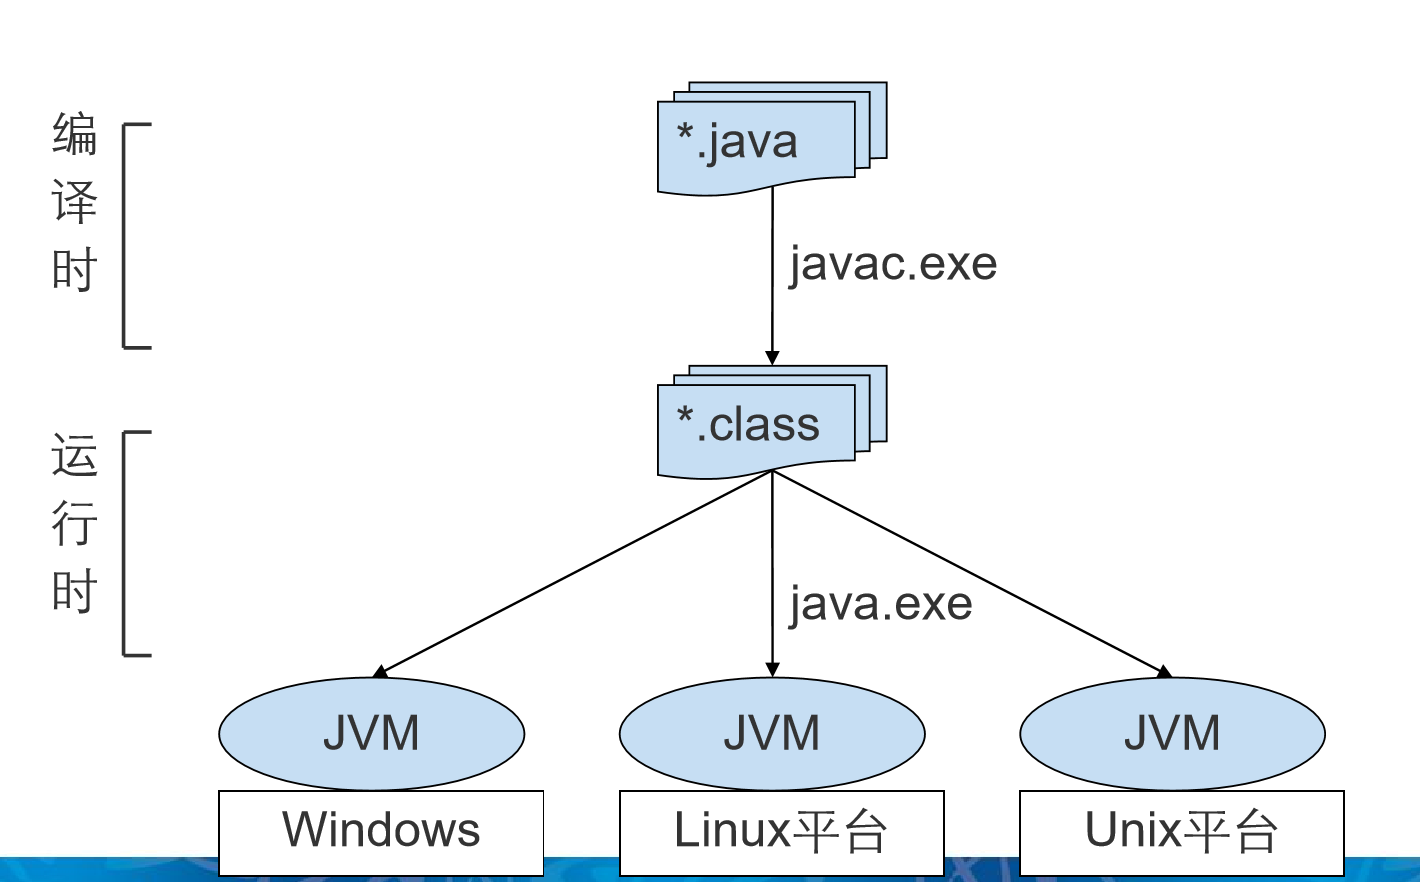 编译时
*.java
javac.exe
*.class
运行时
java.exe
JVM
JVM
JVM
Windows
Linux平台
Unix平台